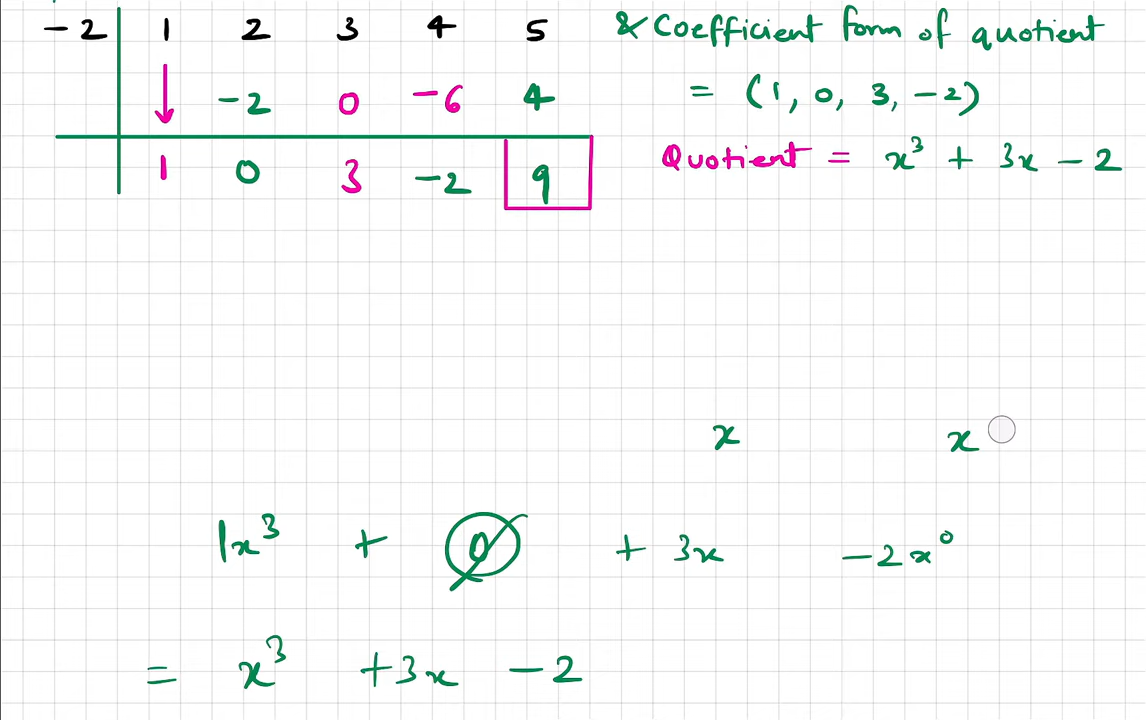 -2 | 1 2 3 4 5
-2 0 -6 4
1 0 3 -2 9
& Coefficient form of quotient
= (1, 0, 3, -2)
Quotient = x³ + 3x - 2
x x
1x³ + 0 + 3x -2x⁰
= x³ +3x -2